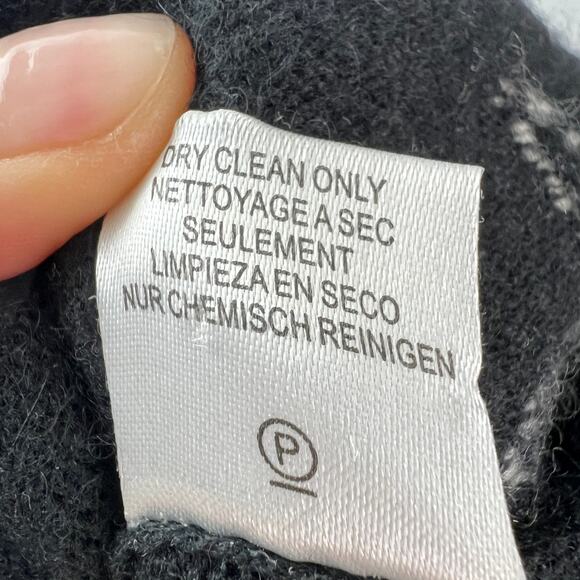 DRY CLEAN ONLY
NETTOYAGE A SEC
SEULEMENT
LIMPIEZA EN SECO
NUR CHEMISCH REINIGEN
P